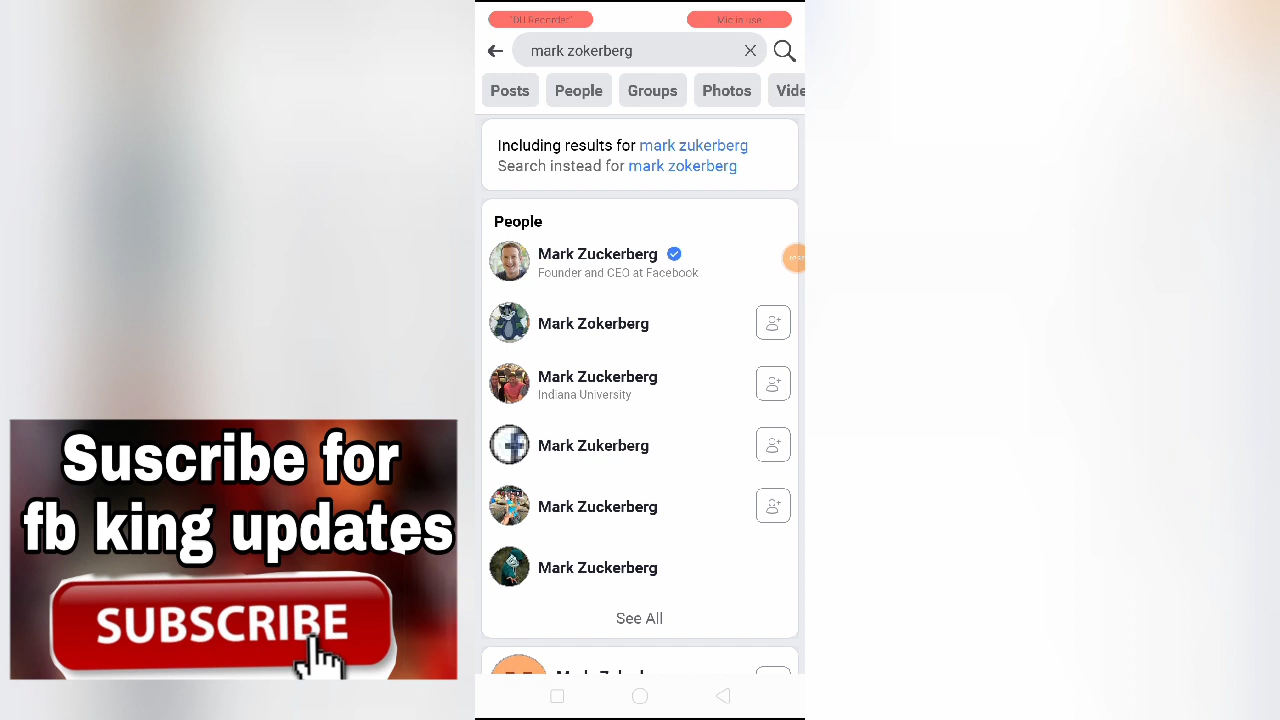 "DU Recorder"
Mic in use
mark zokerberg
Posts
People
Groups
Photos
Vide
Including results for mark zukerberg
Search instead for mark zokerberg
People
Mark Zuckerberg
Founder and CEO at Facebook
Mark Zokerberg
Mark Zuckerberg
Indiana University
Mark Zukerberg
Mark Zuckerberg
Mark Zuckerberg
See All
Suscribe for
fb king updates
SUBSCRIBE